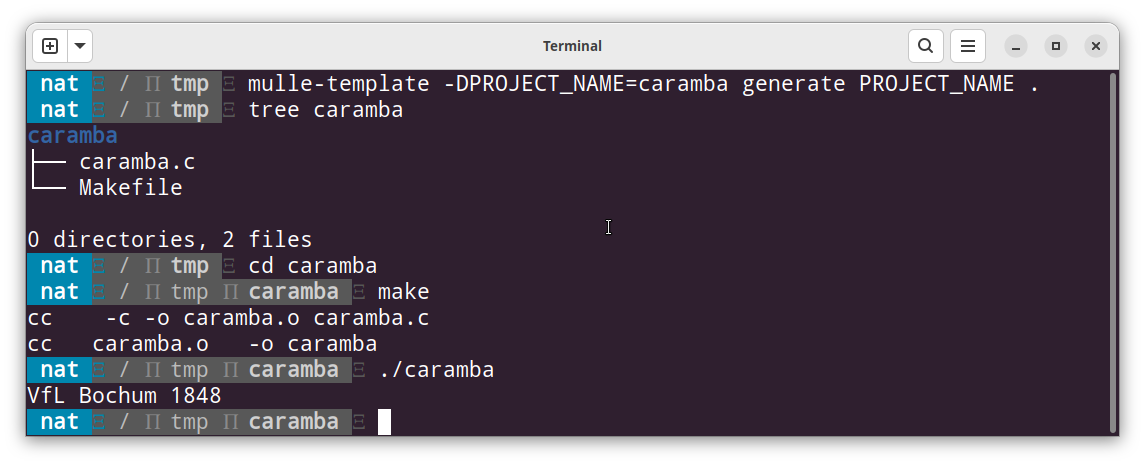 Terminal
nat Ξ / Π tmp Ξ mulle-template -DPROJECT_NAME=caramba generate PROJECT_NAME .
nat Ξ / Π tmp Ξ tree caramba
caramba
├── caramba.c
└── Makefile
0 directories, 2 files
nat Ξ / Π tmp Ξ cd caramba
nat Ξ / Π tmp Π caramba Ξ make
cc    -c -o caramba.o caramba.c
cc   caramba.o   -o caramba
nat Ξ / Π tmp Π caramba Ξ ./caramba
VfL Bochum 1848
nat Ξ / Π tmp Π caramba Ξ